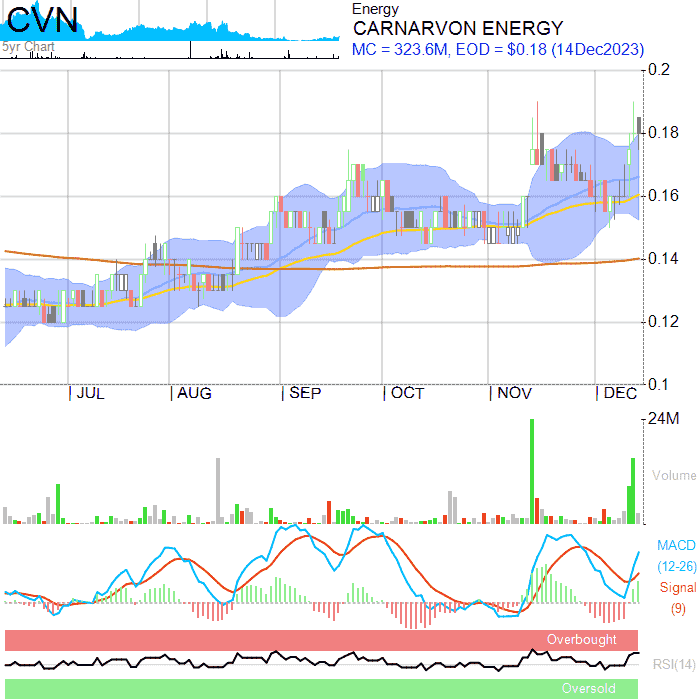 CVN
5yr Chart
Energy
CARNARVON ENERGY
MC = 323.6M, EOD = $0.18 (14Dec2023)
0.2
0.18
0.16
0.14
0.12
0.1
JUL AUG SEP OCT NOV DEC
24M
Volume
MACD
(12-26)
Signal
(9)
Overbought
RSI(14)
Oversold